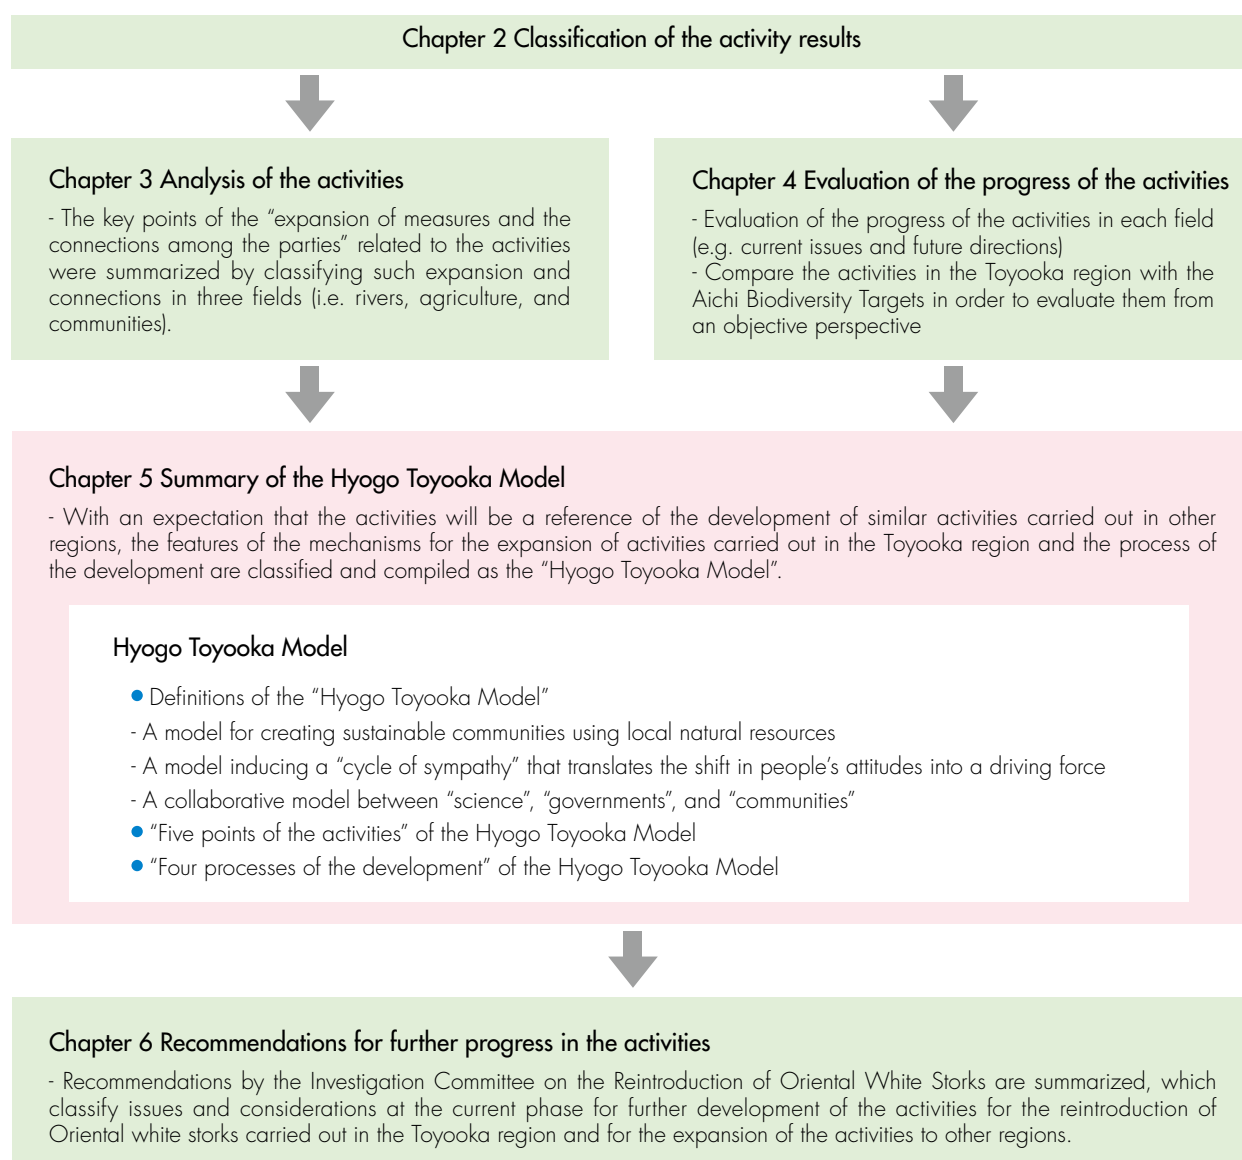 Chapter 2 Classification of the activity results
Chapter 3 Analysis of the activities
- The key points of the “expansion of measures and the
connections among the parties” related to the activities
were summarized by classifying such expansion and
connections in three fields (i.e. rivers, agriculture, and
communities).
Chapter 4 Evaluation of the progress of the activities
- Evaluation of the progress of the activities in each field
(e.g. current issues and future directions)
- Compare the activities in the Toyooka region with the
Aichi Biodiversity Targets in order to evaluate them from
an objective perspective
Chapter 5 Summary of the Hyogo Toyooka Model
- With an expectation that the activities will be a reference of the development of similar activities carried out in other
regions, the features of the mechanisms for the expansion of activities carried out in the Toyooka region and the process of
the development are classified and compiled as the “Hyogo Toyooka Model”.
Hyogo Toyooka Model
● Definitions of the “Hyogo Toyooka Model”
- A model for creating sustainable communities using local natural resources
- A model inducing a “cycle of sympathy” that translates the shift in people’s attitudes into a driving force
- A collaborative model between “science”, “governments”, and “communities”
● “Five points of the activities” of the Hyogo Toyooka Model
● “Four processes of the development” of the Hyogo Toyooka Model
Chapter 6 Recommendations for further progress in the activities
- Recommendations by the Investigation Committee on the Reintroduction of Oriental White Storks are summarized, which
classify issues and considerations at the current phase for further development of the activities for the reintroduction of
Oriental white storks carried out in the Toyooka region and for the expansion of the activities to other regions.